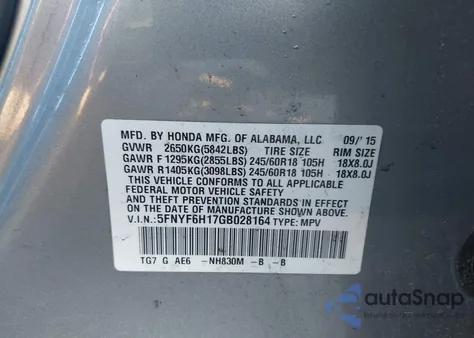 MFD. BY HONDA MFG. OF ALABAMA, LLC 09/'15
GVWR 2650KG(5842LBS) TIRE SIZE RIM SIZE
GAWR F 1295KG(2855LBS) 245/60R18 105H 18X8.0J
GAWR R1405KG(3098LBS) 245/60R18 105H 18X8.0J
THIS VEHICLE CONFORMS TO ALL APPLICABLE
FEDERAL MOTOR VEHICLE SAFETY, BUMPER,
AND THEFT PREVENTION STANDARDS IN EFFECT ON
THE DATE OF MANUFACTURE SHOWN ABOVE.
V.I.N: 5FNYF6H17GB028164 TYPE: MPV
TG7 G AE6 -NH830M -B -B
autoSnap